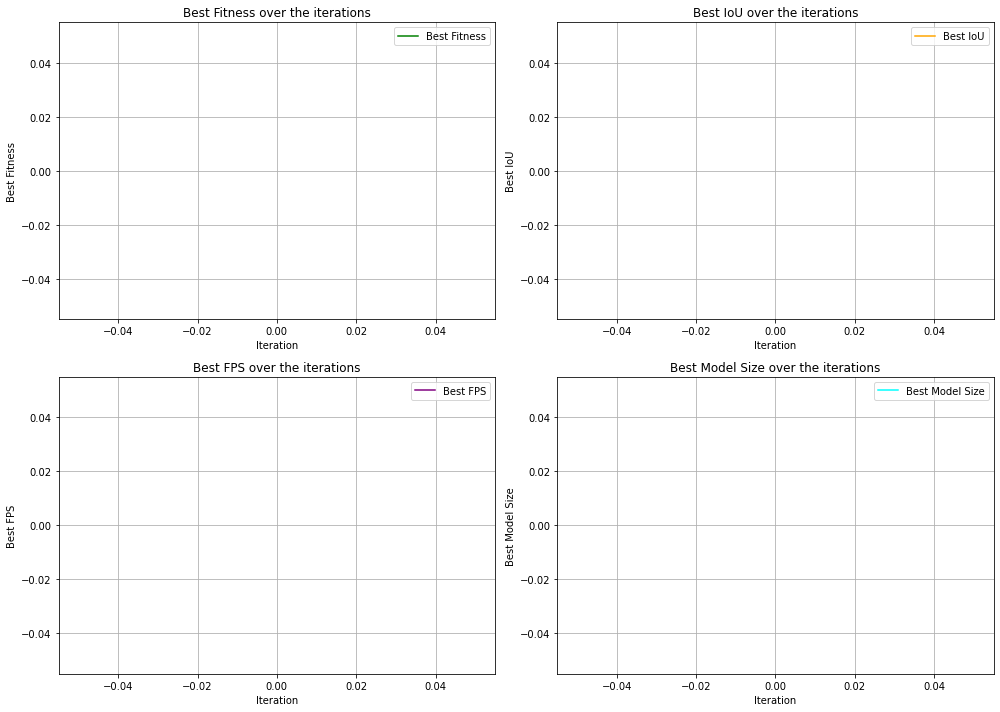 Best Fitness over the iterations
Best Fitness
0.04
0.02
0.00
−0.02
−0.04
Best Fitness
−0.04 −0.02 0.00 0.02 0.04
Iteration
Best IoU over the iterations
Best IoU
0.04
0.02
0.00
−0.02
−0.04
Best IoU
−0.04 −0.02 0.00 0.02 0.04
Iteration
Best FPS over the iterations
Best FPS
0.04
0.02
0.00
−0.02
−0.04
Best FPS
−0.04 −0.02 0.00 0.02 0.04
Iteration
Best Model Size over the iterations
Best Model Size
0.04
0.02
0.00
−0.02
−0.04
Best Model Size
−0.04 −0.02 0.00 0.02 0.04
Iteration